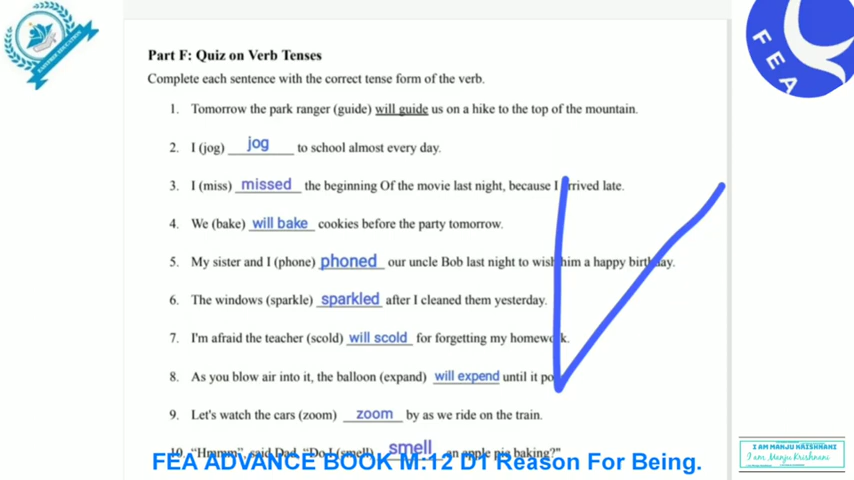 FEA
Part F: Quiz on Verb Tenses
Complete each sentence with the correct tense form of the verb.
1. Tomorrow the park ranger (guide) will guide us on a hike to the top of the mountain.
2. I (jog) jog to school almost every day.
3. I (miss) missed the beginning Of the movie last night, because I arrived late.
4. We (bake) will bake cookies before the party tomorrow.
5. My sister and I (phone) phoned our uncle Bob last night to wish him a happy birthday.
6. The windows (sparkle) sparkled after I cleaned them yesterday.
7. I'm afraid the teacher (scold) will scold for forgetting my homework.
8. As you blow air into it, the balloon (expand) will expend until it po
9. Let's watch the cars (zoom) zoom by as we ride on the train.
10. "Hmmm", said Dad, "Do I (smell) smell an apple pie baking?"
FEA ADVANCE BOOK M:12 D1 Reason For Being.
I AM MANJU KRISHNANI
I am Manju Krishnani